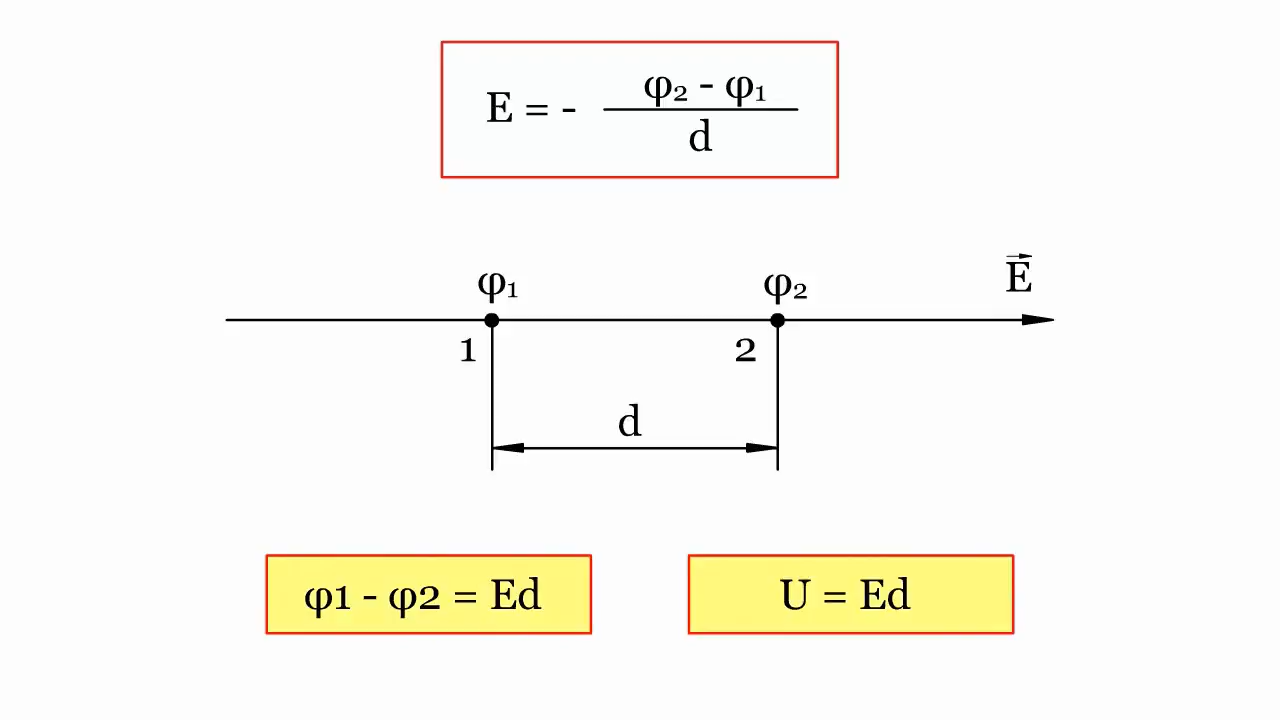 E = - φ₂ - φ₁
d
φ₁ φ₂ E⃗
1 2
d
φ1 - φ2 = Ed
U = Ed